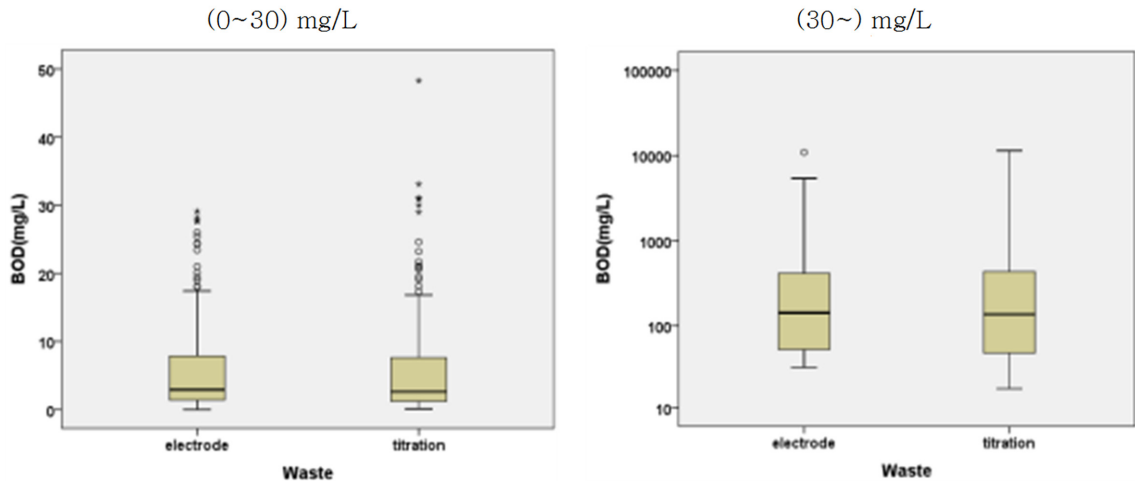 (0~30) mg/L
50
40
30
20
10
0
BOD(mg/L)
electrode
titration
Waste
(30~) mg/L
100000
10000
1000
100
10
BOD(mg/L)
electrode
titration
Waste